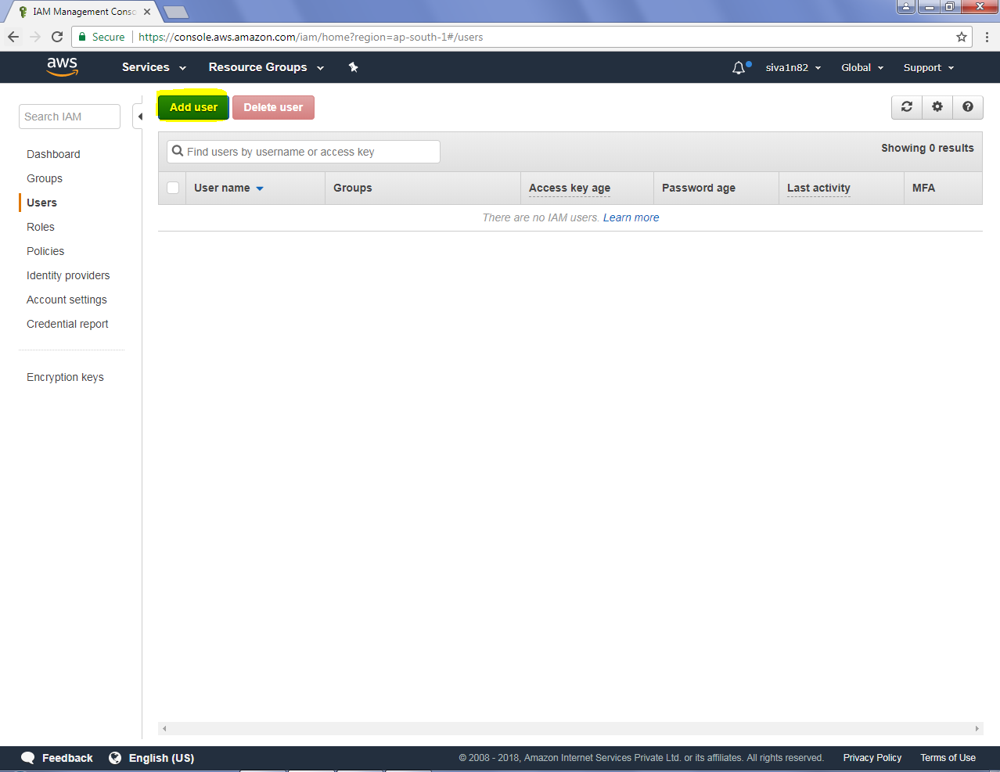 IAM Management Conso
Secure https://console.aws.amazon.com/iam/home?region=ap-south-1#/users
aws Services Resource Groups siva1n82 Global Support
Search IAM
Add user Delete user
Dashboard
Groups
Users
Roles
Policies
Identity providers
Account settings
Credential report
Encryption keys
Find users by username or access key Showing 0 results
User name Groups Access key age Password age Last activity MFA
There are no IAM users. Learn more
Feedback English (US) © 2008 - 2018, Amazon Internet Services Private Ltd. or its affiliates. All rights reserved. Privacy Policy Terms of Use